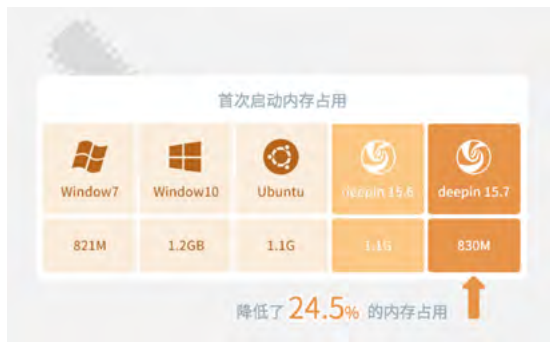 首次启动内存占用
Window7 Window10 Ubuntu deepin 15.6 deepin 15.7
821M 1.2GB 1.1G 1.1G 830M
降低了 24.5% 的内存占用